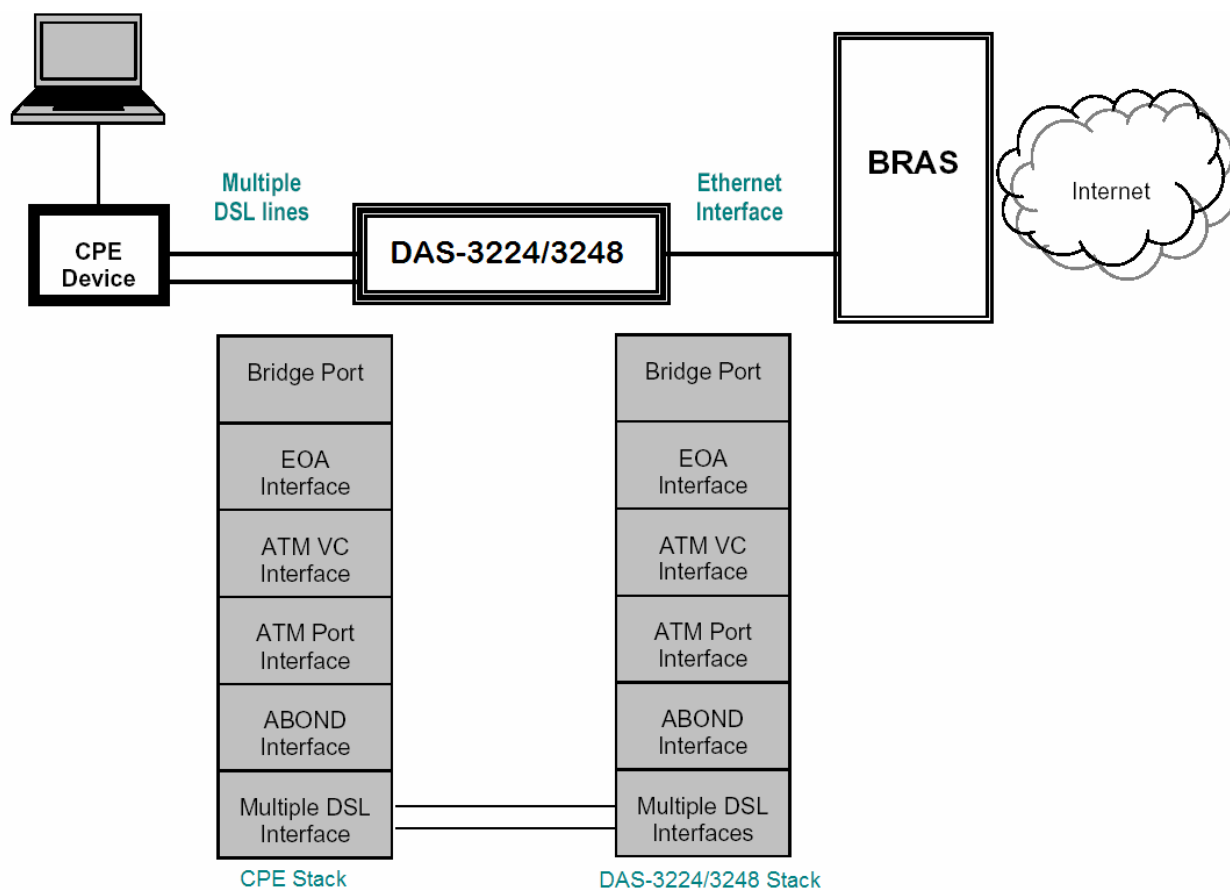 Multiple
DSL lines
Ethernet
Interface
BRAS
Internet
CPE
Device
DAS-3224/3248
Bridge Port
EOA
Interface
ATM VC
Interface
ATM Port
Interface
ABOND
Interface
Multiple DSL
Interface
CPE Stack
Bridge Port
EOA
Interface
ATM VC
Interface
ATM Port
Interface
ABOND
Interface
Multiple DSL
Interfaces
DAS-3224/3248 Stack